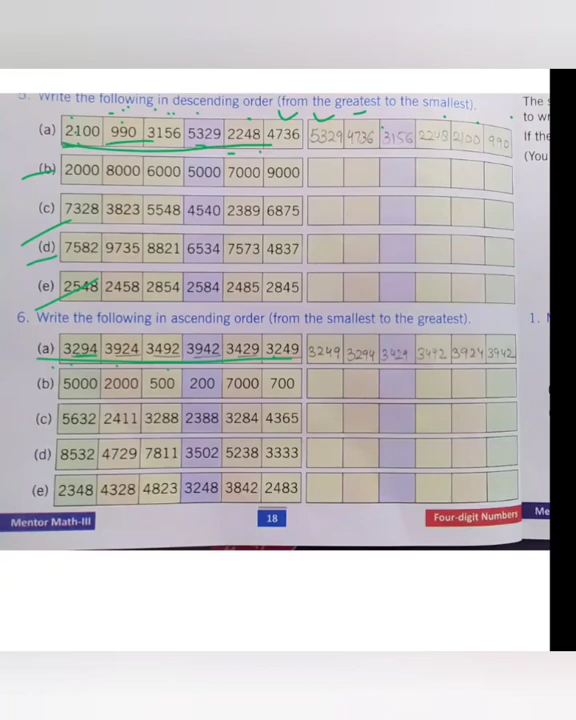 5. Write the following in descending order (from the greatest to the smallest).
(a) 2100 990 3156 5329 2248 4736 5329 4736 3156 2248 2100 990
(b) 2000 8000 6000 5000 7000 9000
(c) 7328 3823 5548 4540 2389 6875
(d) 7582 9735 8821 6534 7573 4837
(e) 2548 2458 2854 2584 2485 2845
6. Write the following in ascending order (from the smallest to the greatest).
(a) 3294 3924 3492 3942 3429 3249 3249 3294 3429 3492 3924 3942
(b) 5000 2000 500 200 7000 700
(c) 5632 2411 3288 2388 3284 4365
(d) 8532 4729 7811 3502 5238 3333
(e) 2348 4328 4823 3248 3842 2483
Mentor Math-III 18 Four-digit Numbers
The
to
If the
(You
1.
Me